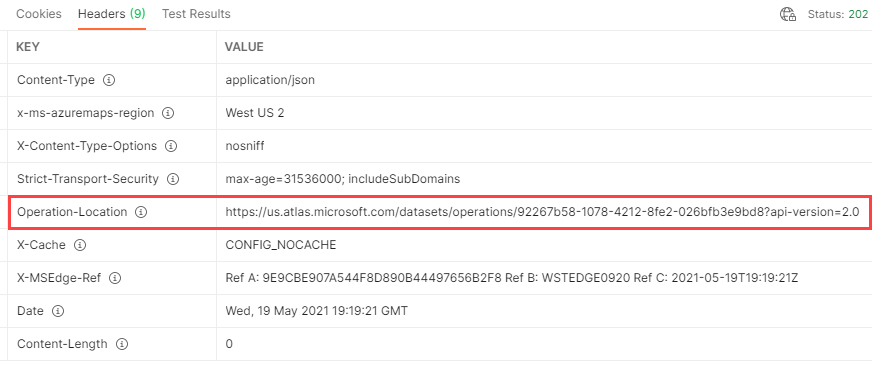 Cookies Headers (9) Test Results Status: 202
KEY VALUE
Content-Type application/json
x-ms-azuremaps-region West US 2
X-Content-Type-Options nosniff
Strict-Transport-Security max-age=31536000; includeSubDomains
Operation-Location https://us.atlas.microsoft.com/datasets/operations/92267b58-1078-4212-8fe2-026bfb3e9bd8?api-version=2.0
X-Cache CONFIG_NOCACHE
X-MSEdge-Ref Ref A: 9E9CBE907A544F8D890B44497656B2F8 Ref B: WSTEDGE0920 Ref C: 2021-05-19T19:19:21Z
Date Wed, 19 May 2021 19:19:21 GMT
Content-Length 0